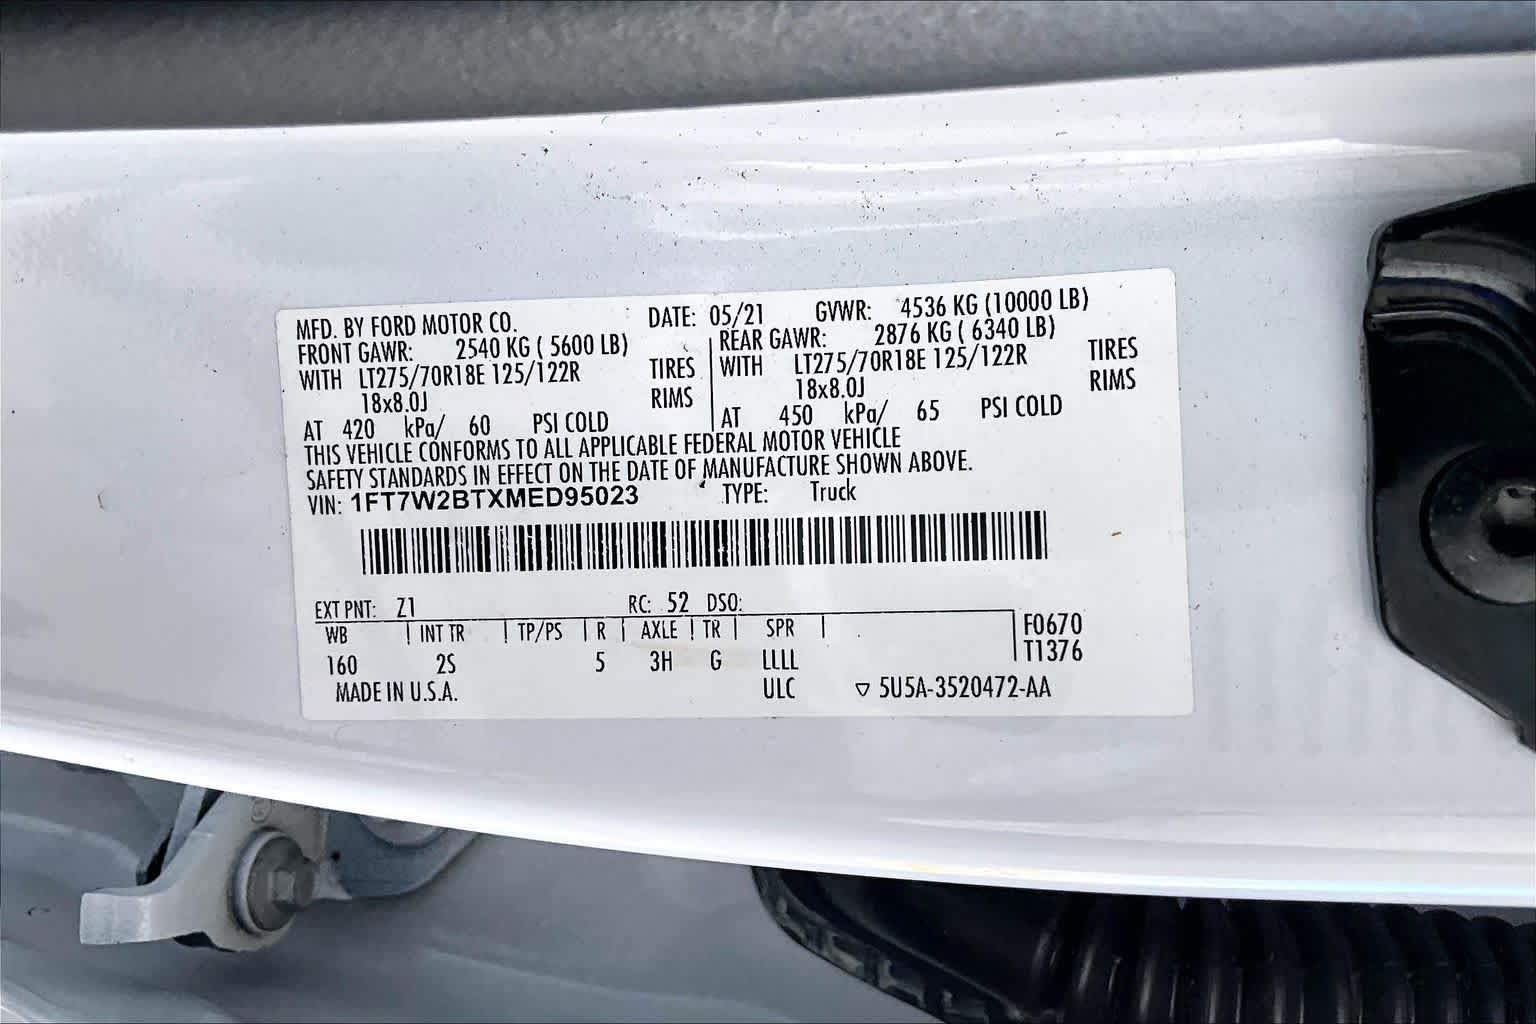 MFD. BY FORD MOTOR CO. DATE: 05/21 GVWR: 4536 KG (10000 LB)
FRONT GAWR: 2540 KG ( 5600 LB) REAR GAWR: 2876 KG ( 6340 LB)
WITH LT275/70R18E 125/122R TIRES WITH LT275/70R18E 125/122R TIRES
18x8.0J RIMS 18x8.0J RIMS
AT 420 kPa/ 60 PSI COLD AT 450 kPa/ 65 PSI COLD
THIS VEHICLE CONFORMS TO ALL APPLICABLE FEDERAL MOTOR VEHICLE
SAFETY STANDARDS IN EFFECT ON THE DATE OF MANUFACTURE SHOWN ABOVE.
VIN: 1FT7W2BTXMED95023 TYPE: Truck
EXT PNT: Z1 RC: 52 DSO:
WB INT TR TP/PS R AXLE TR SPR F0670
160 2S 5 3H G LLLL T1376
MADE IN U.S.A. ULC 5U5A-3520472-AA